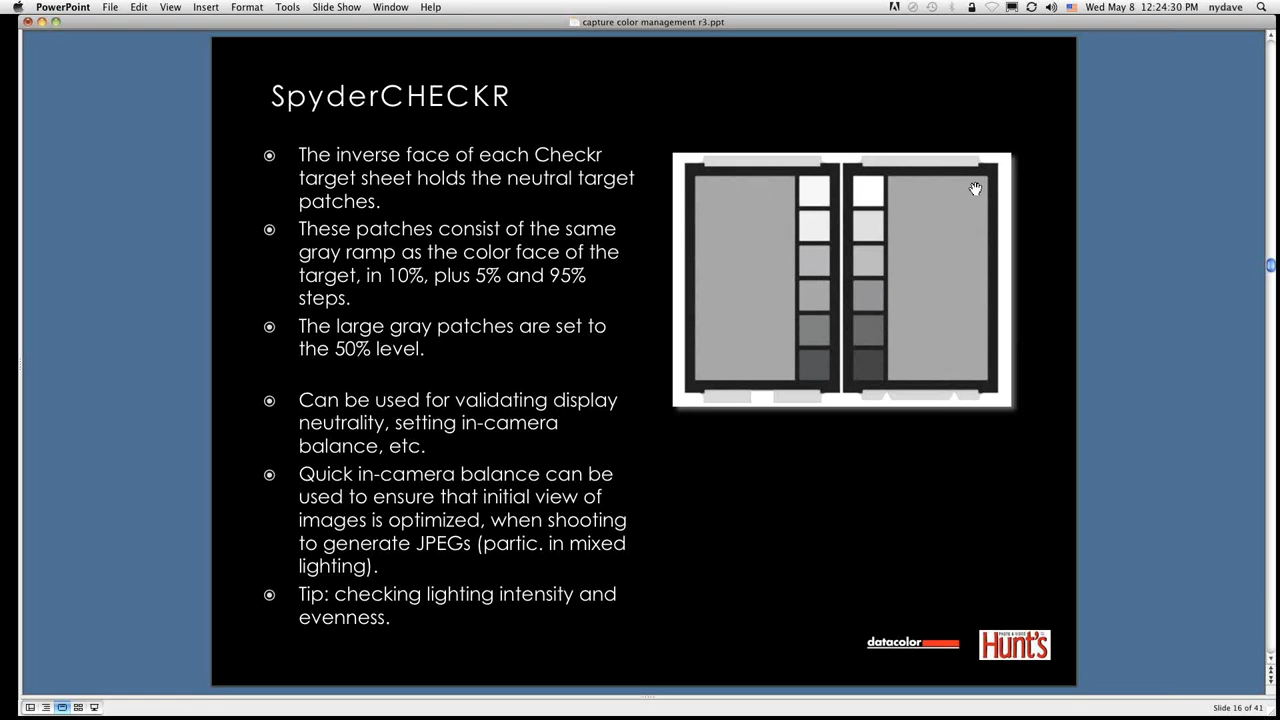 PowerPoint File Edit View Insert Format Tools Slide Show Window Help Wed May 8 12:24:30 PM nydave
capture color management r3.ppt
SpyderCHECKR
The inverse face of each Checkr
target sheet holds the neutral target
patches.
These patches consist of the same
gray ramp as the color face of the
target, in 10%, plus 5% and 95%
steps.
The large gray patches are set to
the 50% level.
Can be used for validating display
neutrality, setting in-camera
balance, etc.
Quick in-camera balance can be
used to ensure that initial view of
images is optimized, when shooting
to generate JPEGs (partic. in mixed
lighting).
Tip: checking lighting intensity and
evenness.
datacolor
PHOTO & VIDEO
Hunt's
Slide 16 of 41